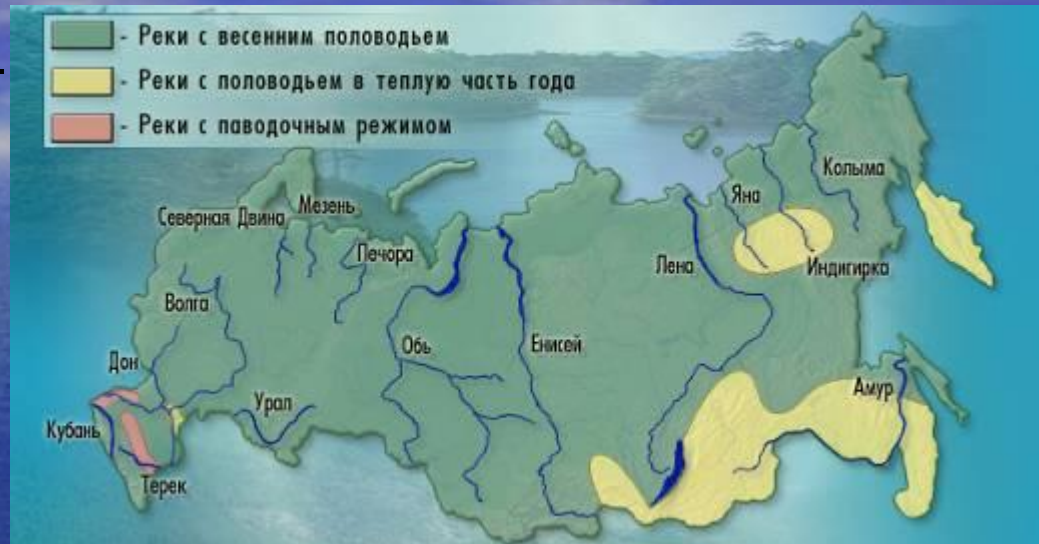 - Реки с весенним половодьем
- Реки с половодьем в теплую часть года
- Реки с паводочным режимом
Колыма
Яна
Мезень
Северная Двина
Печора
Лена
Индигирка
Волга
Обь
Енисей
Дон
Амур
Урал
Кубань
Терек